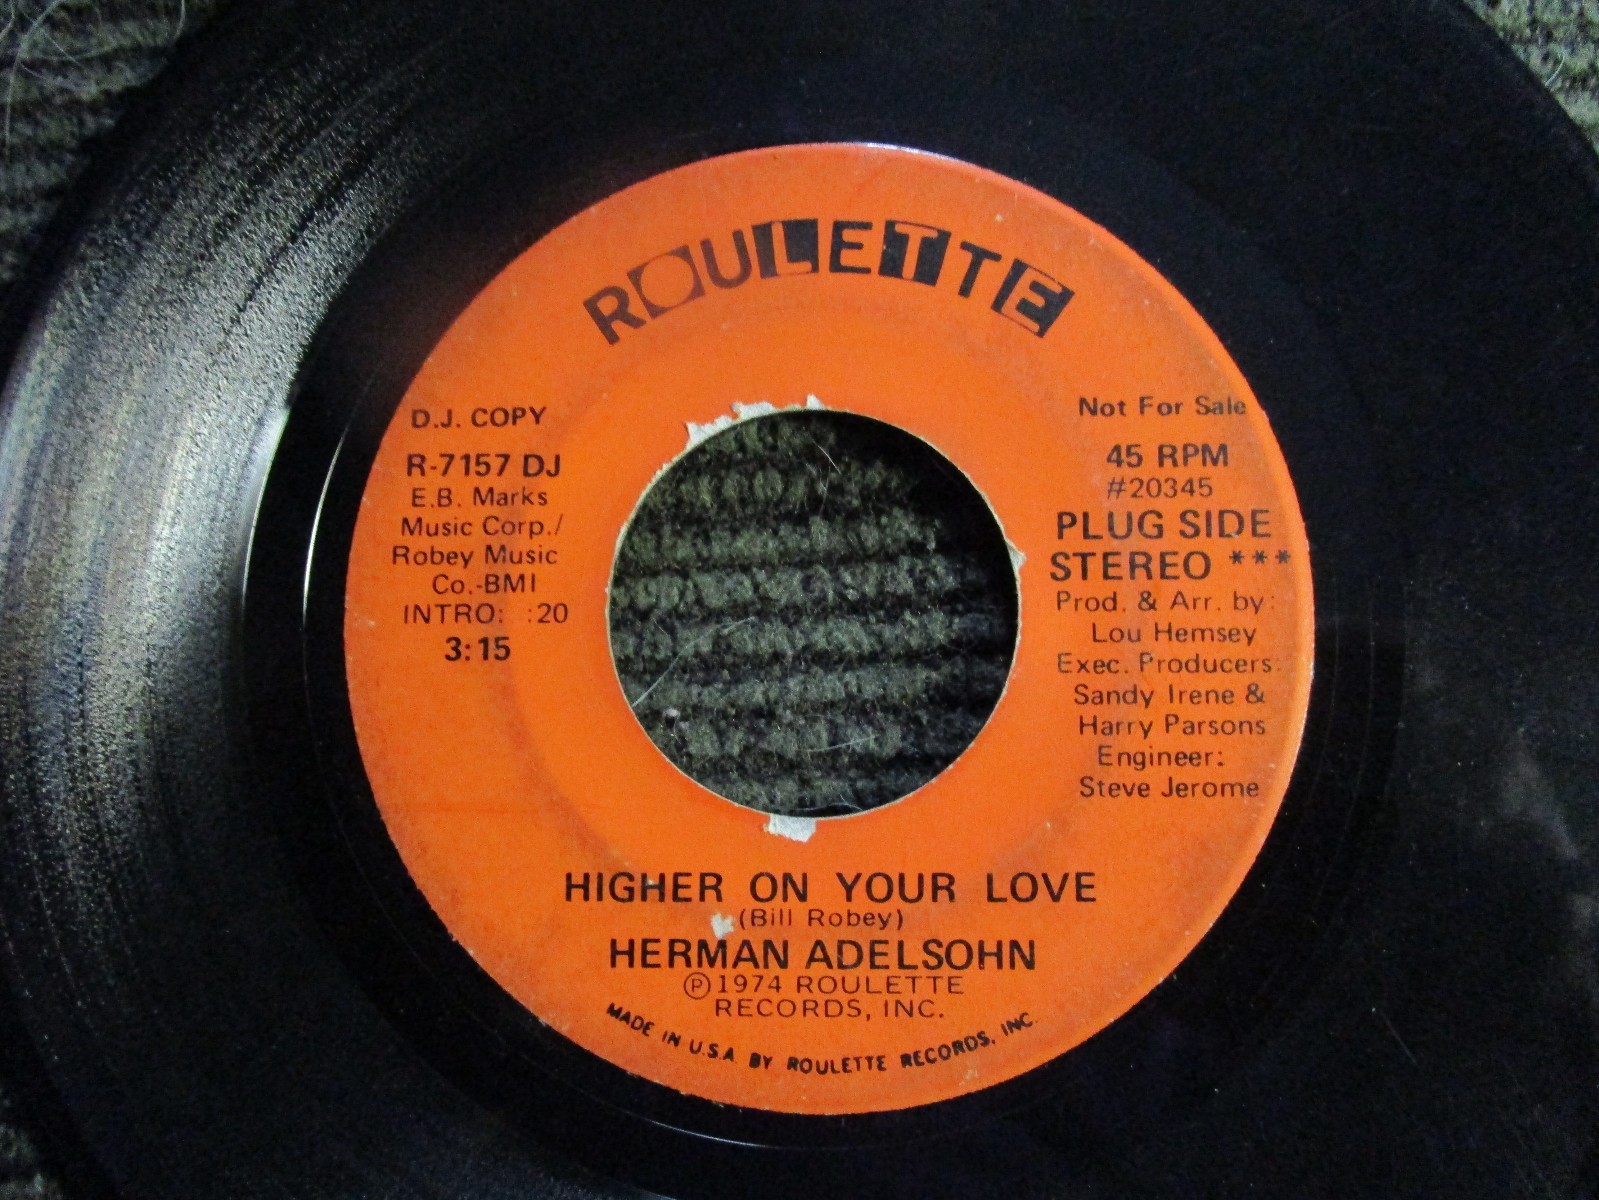 ROULETTE
D.J. COPY
R-7157 DJ
E.B. Marks
Music Corp./
Robey Music
Co.-BMI
INTRO: :20
3:15
Not For Sale
45 RPM
#20345
PLUG SIDE
STEREO ***
Prod. & Arr. by:
Lou Hemsey
Exec. Producers:
Sandy Irene &
Harry Parsons
Engineer:
Steve Jerome
HIGHER ON YOUR LOVE
(Bill Robey)
HERMAN ADELSOHN
Ⓟ1974 ROULETTE
RECORDS, INC.
MADE IN U.S.A. BY ROULETTE RECORDS, INC.